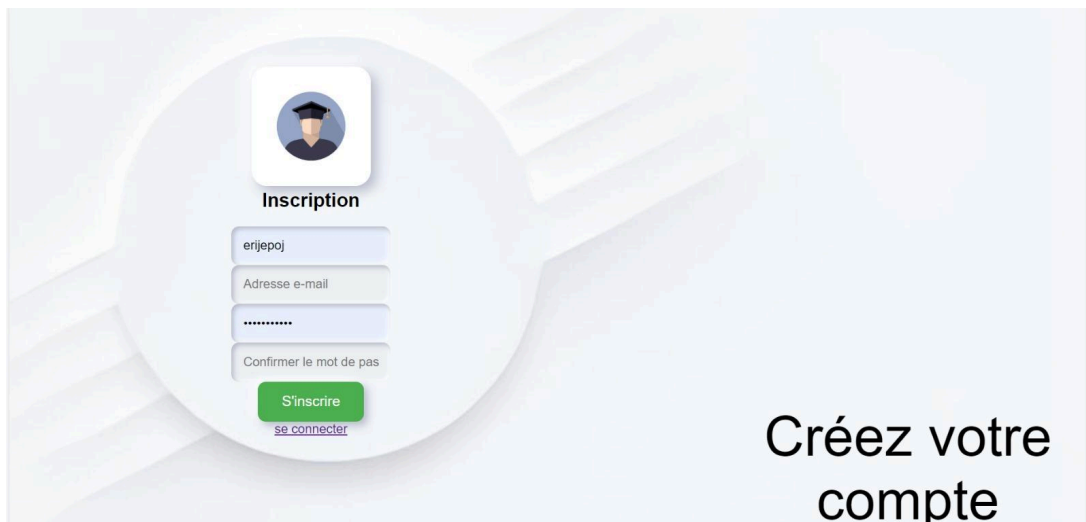 Inscription
erijepoj
Adresse e-mail
•••••••••••
Confirmer le mot de pas
S'inscrire
se connecter
Créez votre
compte